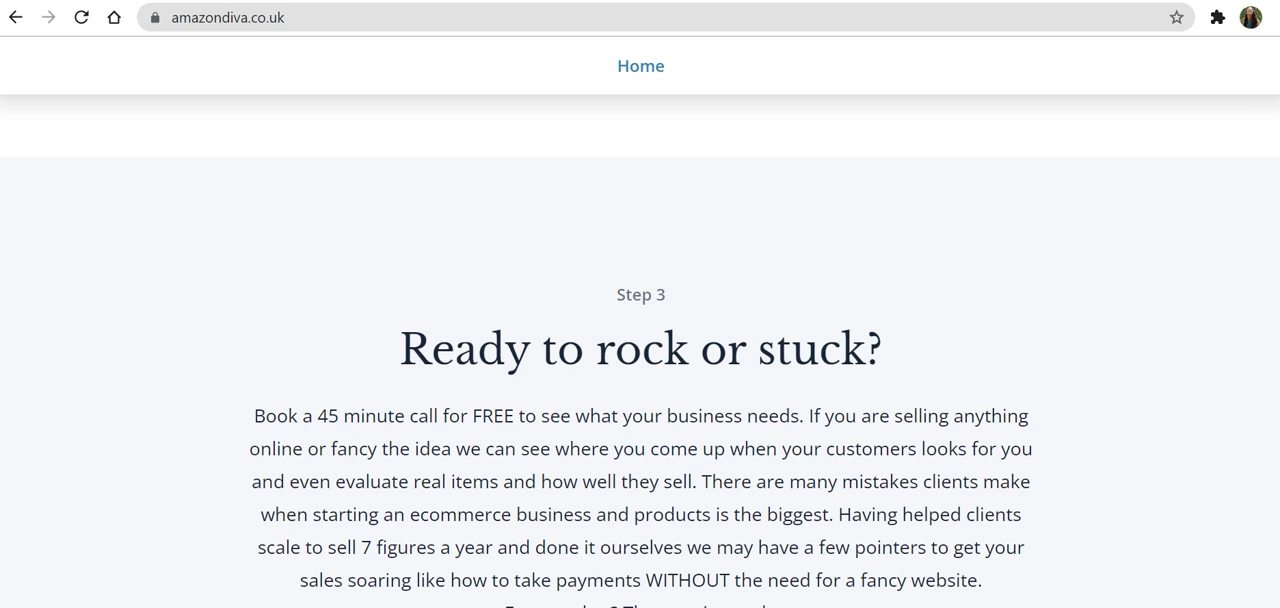 amazondiva.co.uk
Home
Step 3
Ready to rock or stuck?
Book a 45 minute call for FREE to see what your business needs. If you are selling anything
online or fancy the idea we can see where you come up when your customers looks for you
and even evaluate real items and how well they sell. There are many mistakes clients make
when starting an ecommerce business and products is the biggest. Having helped clients
scale to sell 7 figures a year and done it ourselves we may have a few pointers to get your
sales soaring like how to take payments WITHOUT the need for a fancy website.